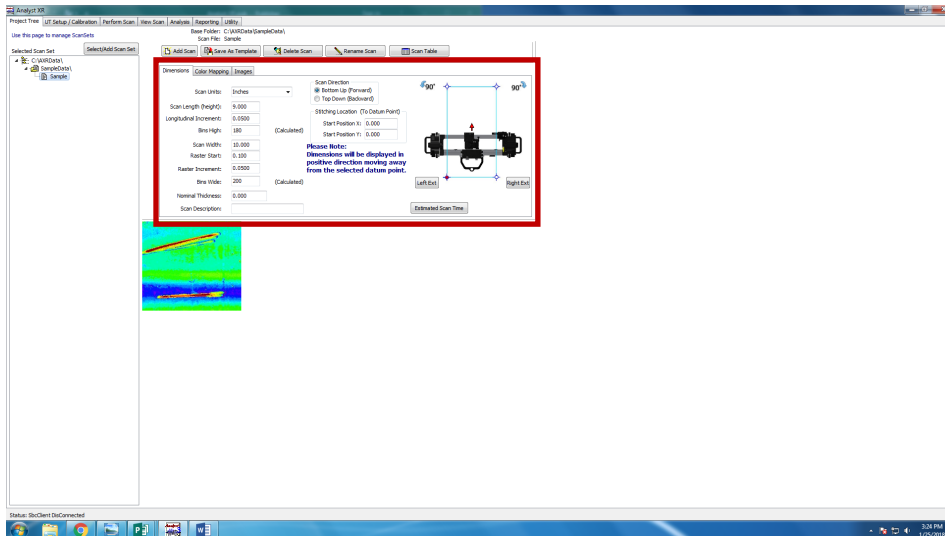 Analyst XR
Project Tree UT Setup / Calibration Perform Scan View Scan Analysis Reporting Utility
Use this page to manage ScanSets
Base Folder: C:\AXRData\SampleData\
Scan File: Sample
Selected Scan Set Select/Add Scan Set
Add Scan Save As Template Delete Scan Rename Scan Scan Table
C:\AXRData\
SampleData\
Sample
Dimensions Color Mapping Images
Scan Units: Inches
Scan Length (height): 9.000
Longitudinal Increment: 0.0500
Bins High: 180 (Calculated)
Scan Width: 10.000
Raster Start: 0.100
Raster Increment: 0.0500
Bins Wide: 200 (Calculated)
Nominal Thickness: 0.000
Scan Description:
Scan Direction
Bottom Up (Forward)
Top Down (Backward)
Stitching Location (To Datum Point)
Start Position X: 0.000
Start Position Y: 0.000
Please Note:
Dimensions will be displayed in
positive direction moving away
from the selected datum point.
90° 90°
Left Ext Right Ext
Estimated Scan Time
Status: SbcClient DisConnected
3:24 PM
1/25/2018